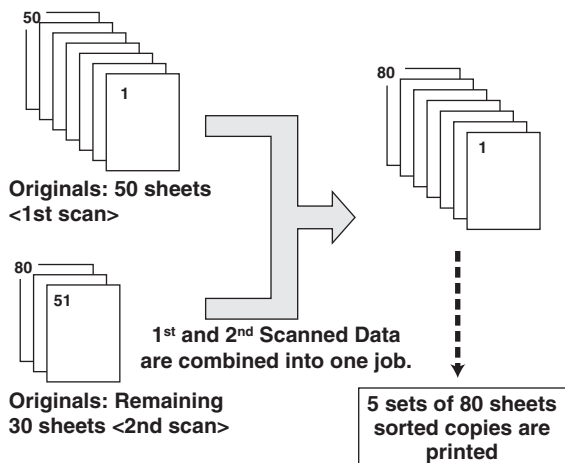 50
1
Originals: 50 sheets
<1st scan>
80
51
Originals: Remaining
30 sheets <2nd scan>
1st and 2nd Scanned Data
are combined into one job.
80
1
5 sets of 80 sheets
sorted copies are
printed